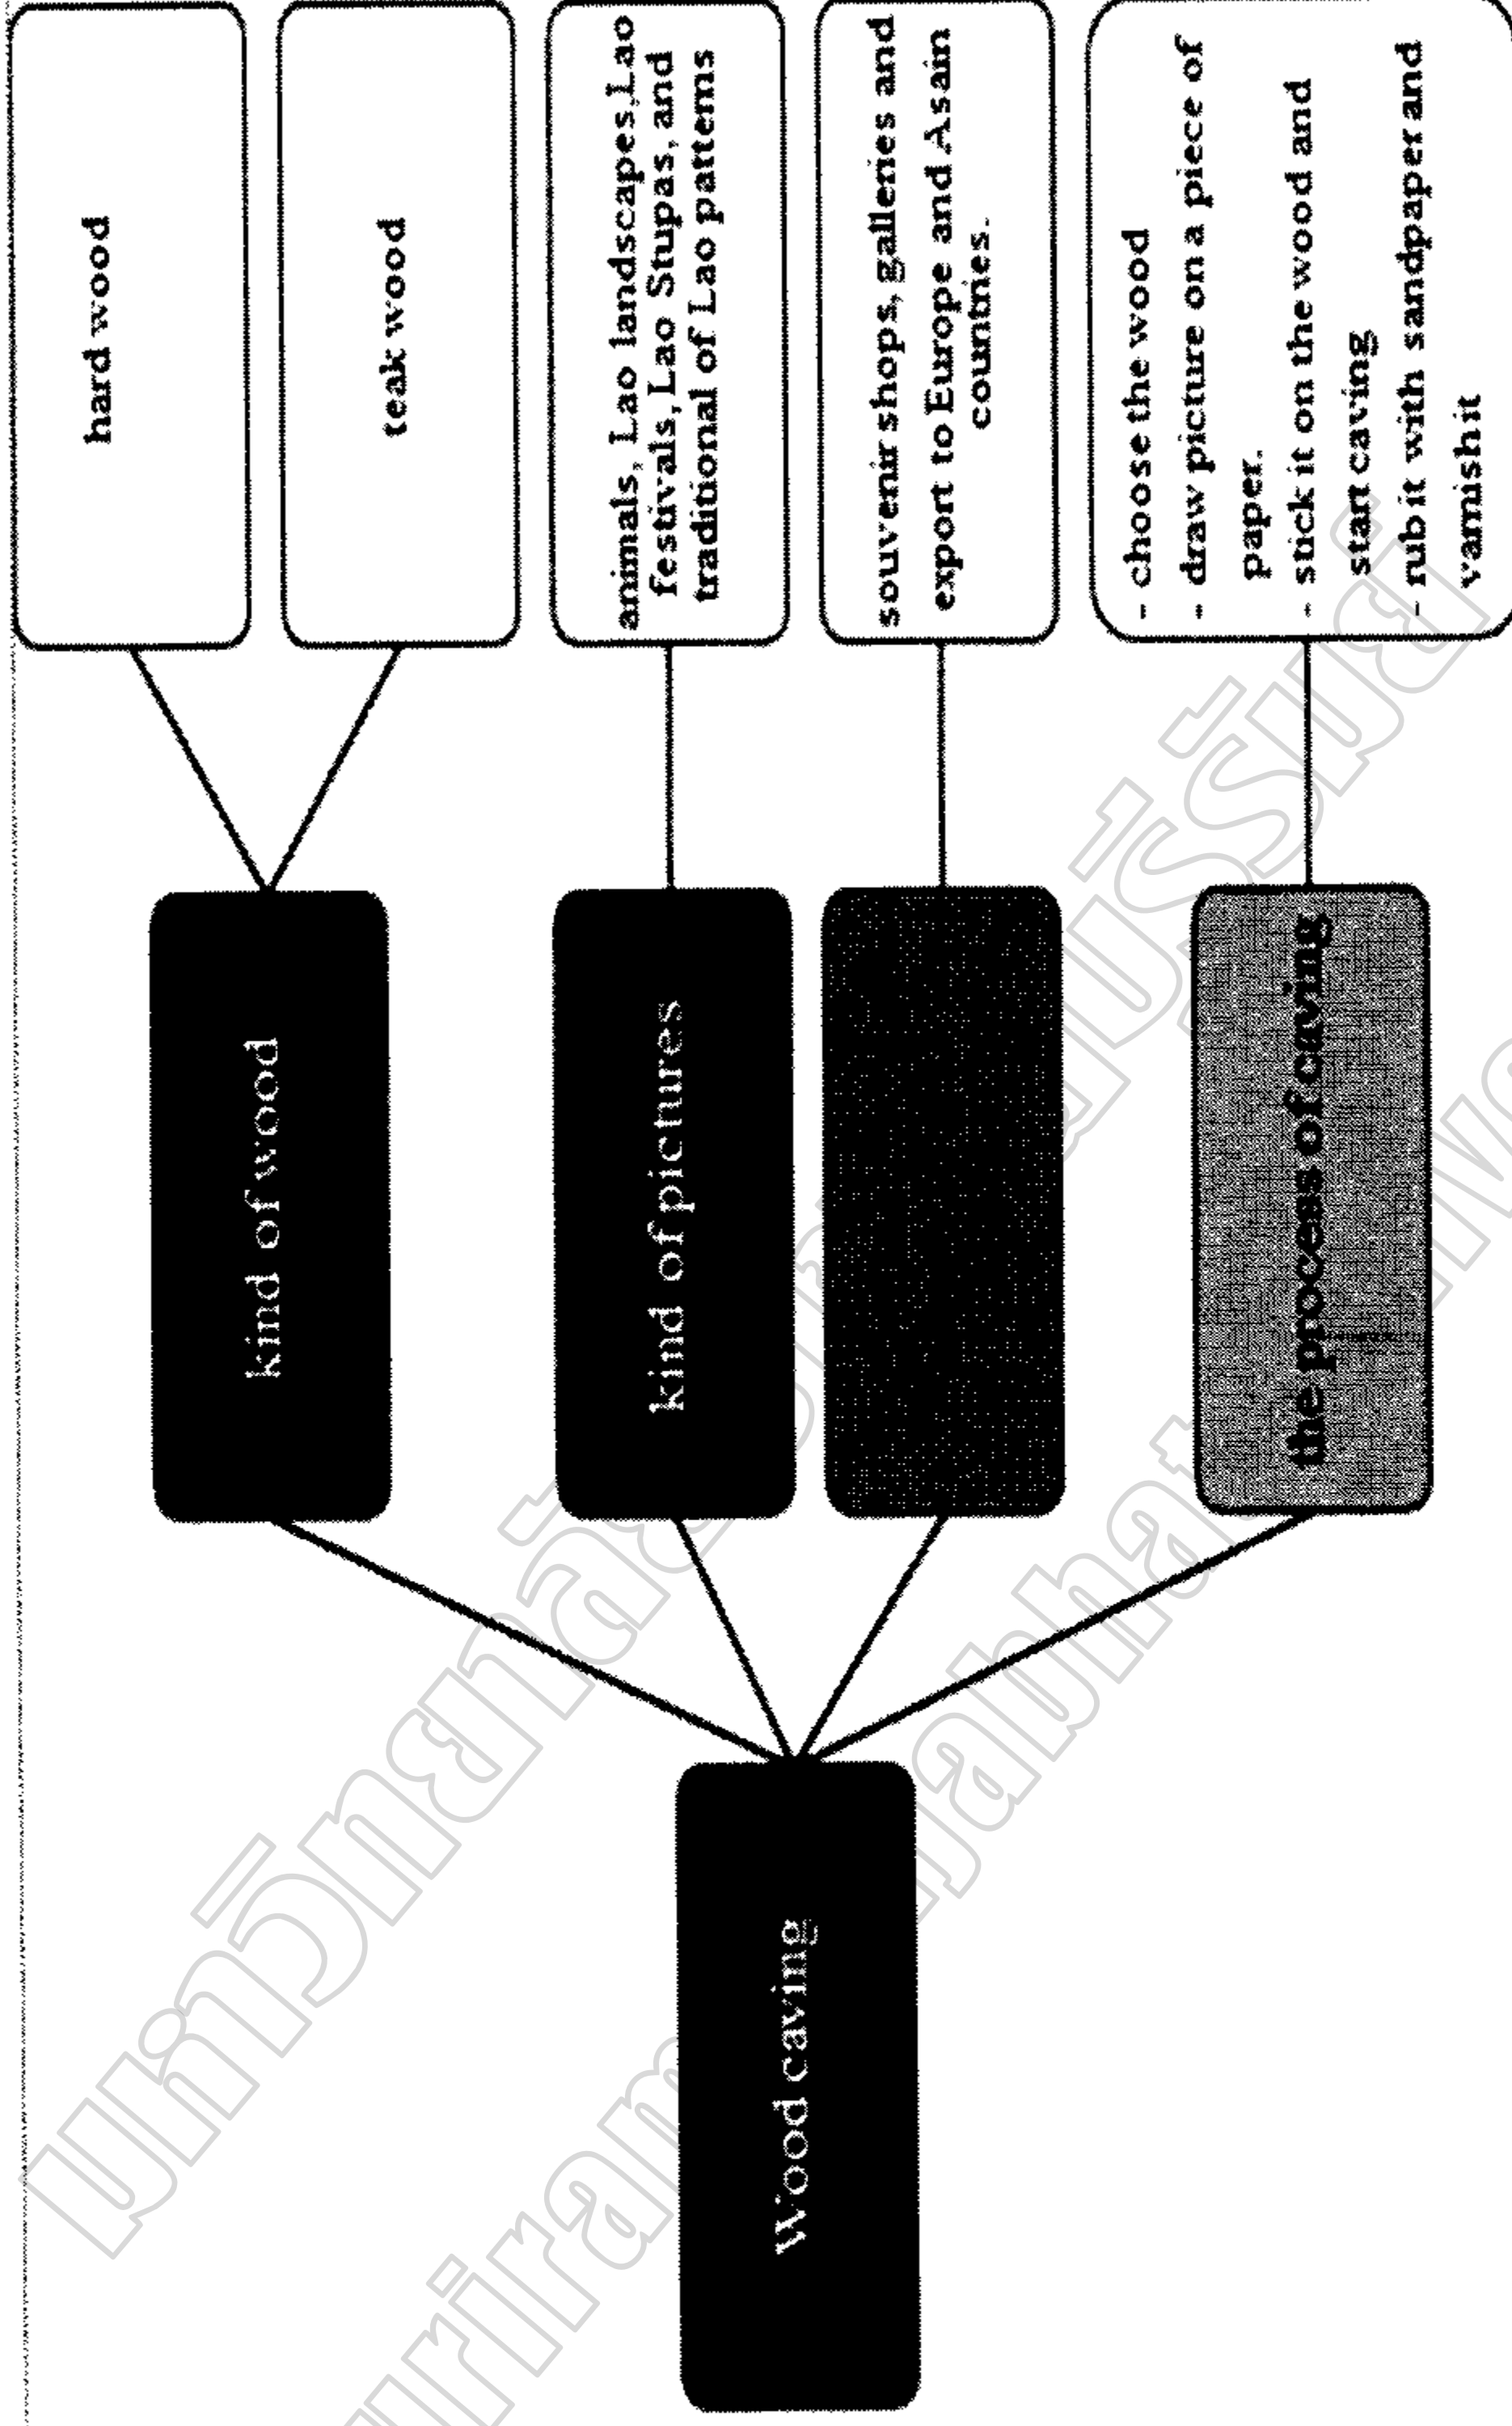 Wood caving
kind of wood
hard wood
teak wood
kind of pictures
animals, Lao landscapes, Lao
festivals, Lao Stupas, and
traditional of Lao patterns
souvenir shops, galleries and
export to Europe and Asain
countries.
the process of caving
- choose the wood
- draw picture on a piece of
paper.
- stick it on the wood and
start caving
- rub it with sandpaper and
varnish it